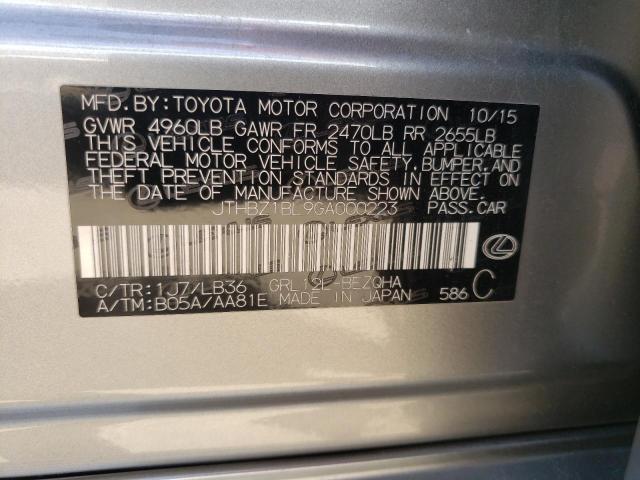 MFD.BY:TOYOTA MOTOR CORPORATION 10/15
GVWR 4960LB GAWR FR 2470LB RR 2655LB
THIS VEHICLE CONFORMS TO ALL APPLICABLE
FEDERAL MOTOR VEHICLE SAFETY, BUMPER, AND
THEFT PREVENTION STANDARDS IN EFFECT ON THE
DATE OF MANUFACTURE SHOWN ABOVE.
PASS.CAR
C/TR:1J7/LB36 GRL12L-BEZQHA
A/TM:B05A/AA81E MADE IN JAPAN 586 C